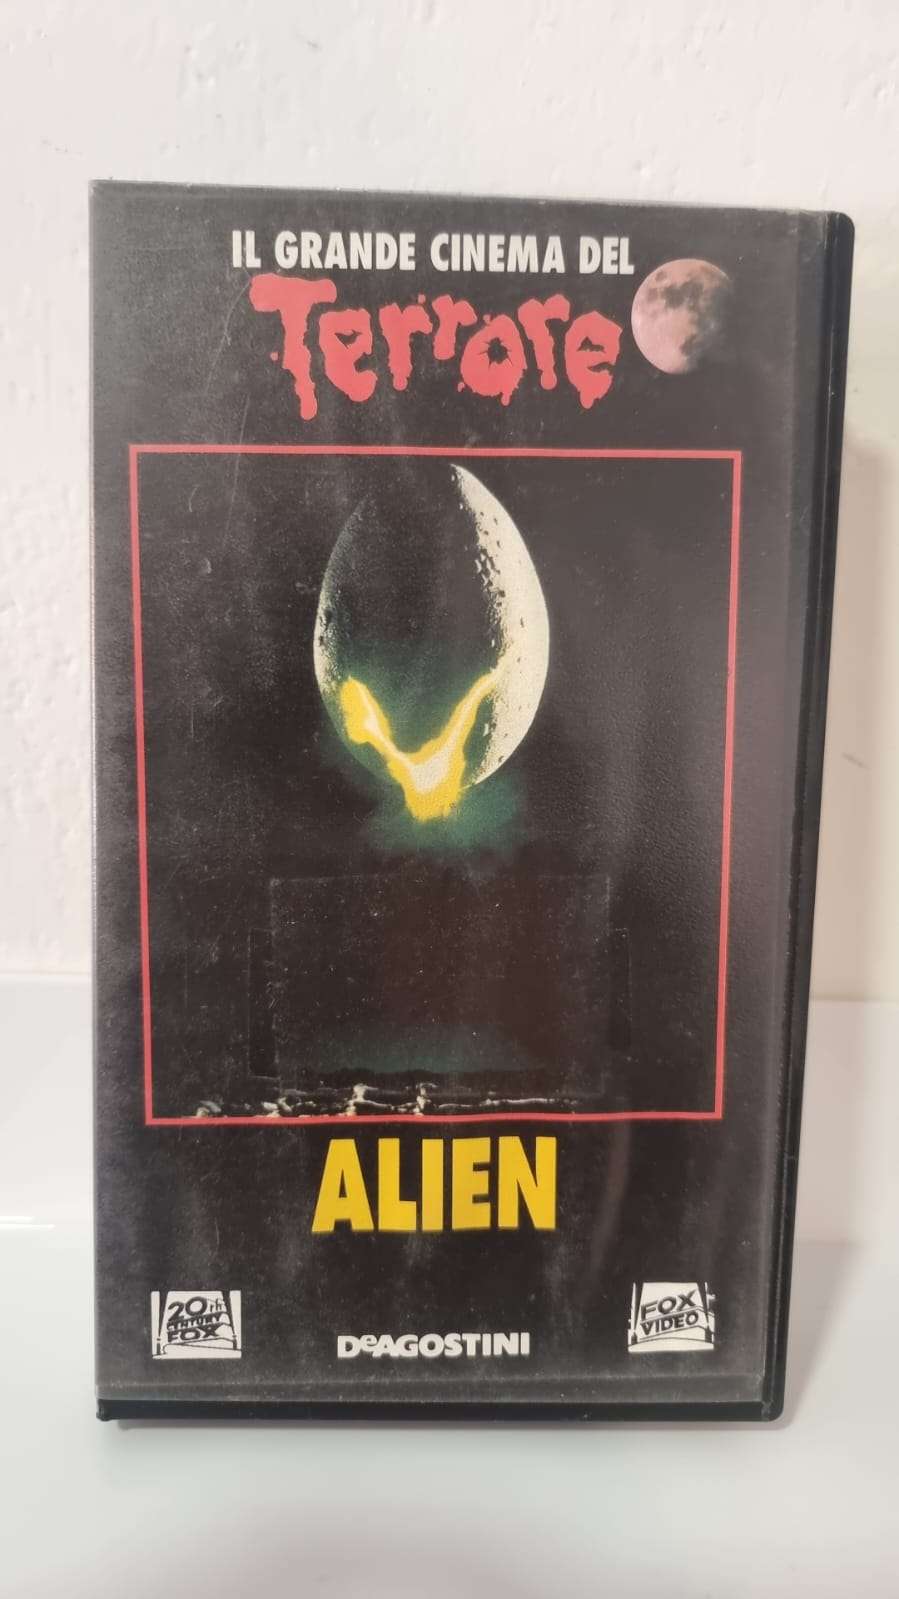 IL GRANDE CINEMA DEL
Terrore
ALIEN
20th
CENTURY
FOX
DeAGOSTINI
FOX
VIDEO